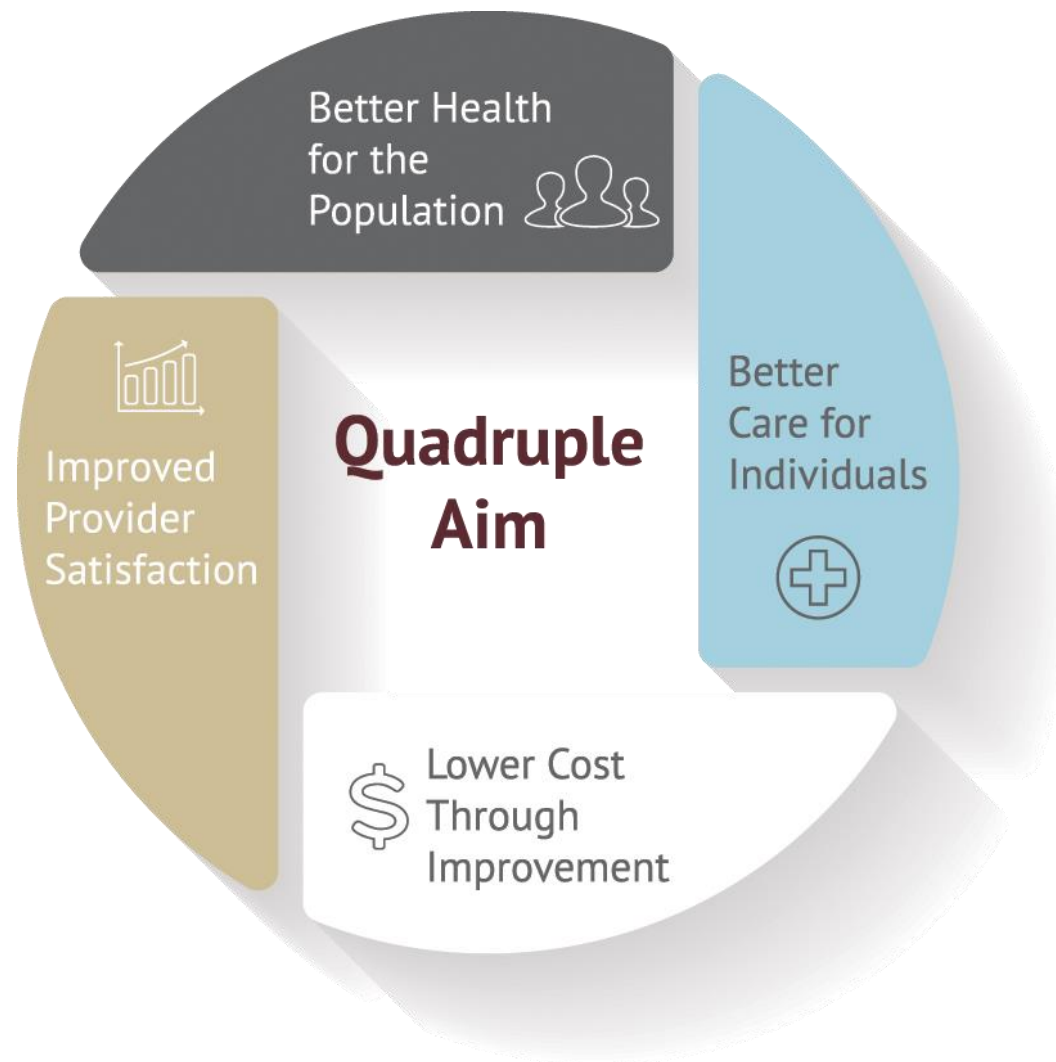 Better Health
for the
Population
Better
Care for
Individuals
Quadruple
Aim
Improved
Provider
Satisfaction
$ Lower Cost
Through
Improvement